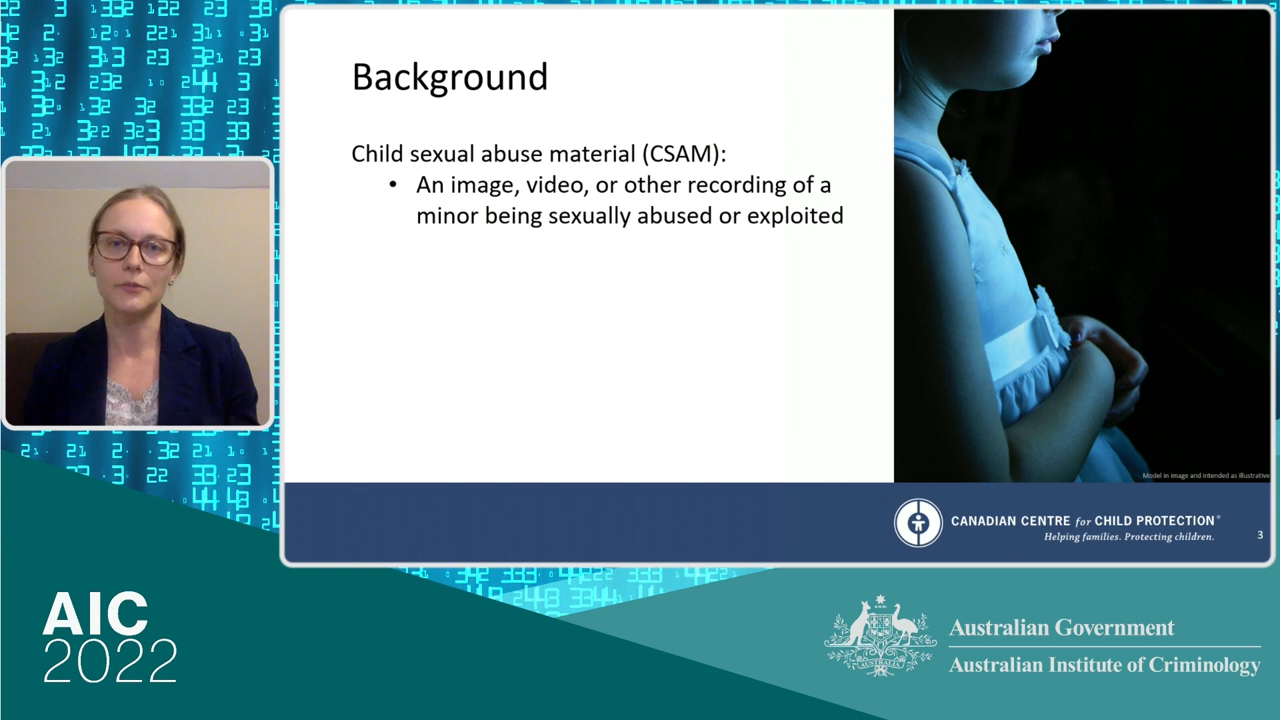 Background
Child sexual abuse material (CSAM):
• An image, video, or other recording of a
minor being sexually abused or exploited
Model in image and intended as illustrative
CANADIAN CENTRE for CHILD PROTECTION®
Helping families. Protecting children.
3
AIC
2022
AUSTRALIA
Australian Government
Australian Institute of Criminology